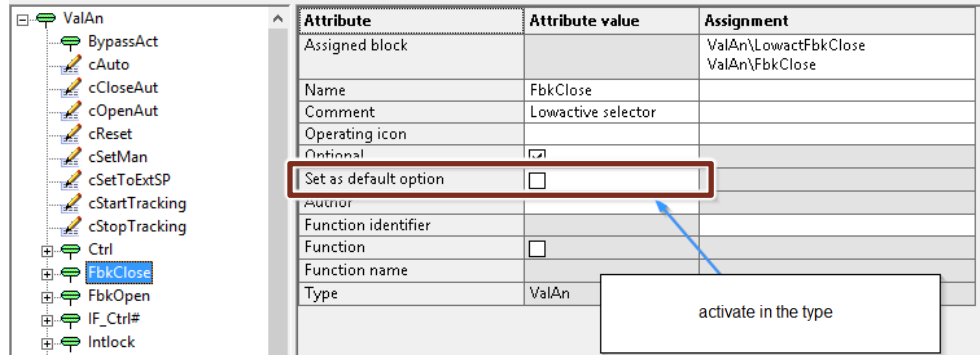 ValAn
BypassAct
cAuto
cCloseAut
cOpenAut
cReset
cSetMan
cSetToExtSP
cStartTracking
cStopTracking
Ctrl
FbkClose
FbkOpen
IF_Ctrl#
Intlock
Attribute Attribute value Assignment
Assigned block ValAn\LowactFbkClose
ValAn\FbkClose
Name FbkClose
Comment Lowactive selector
Operating icon
Optional
Set as default option
Author
Function identifier
Function
Function name
Type ValAn
activate in the type